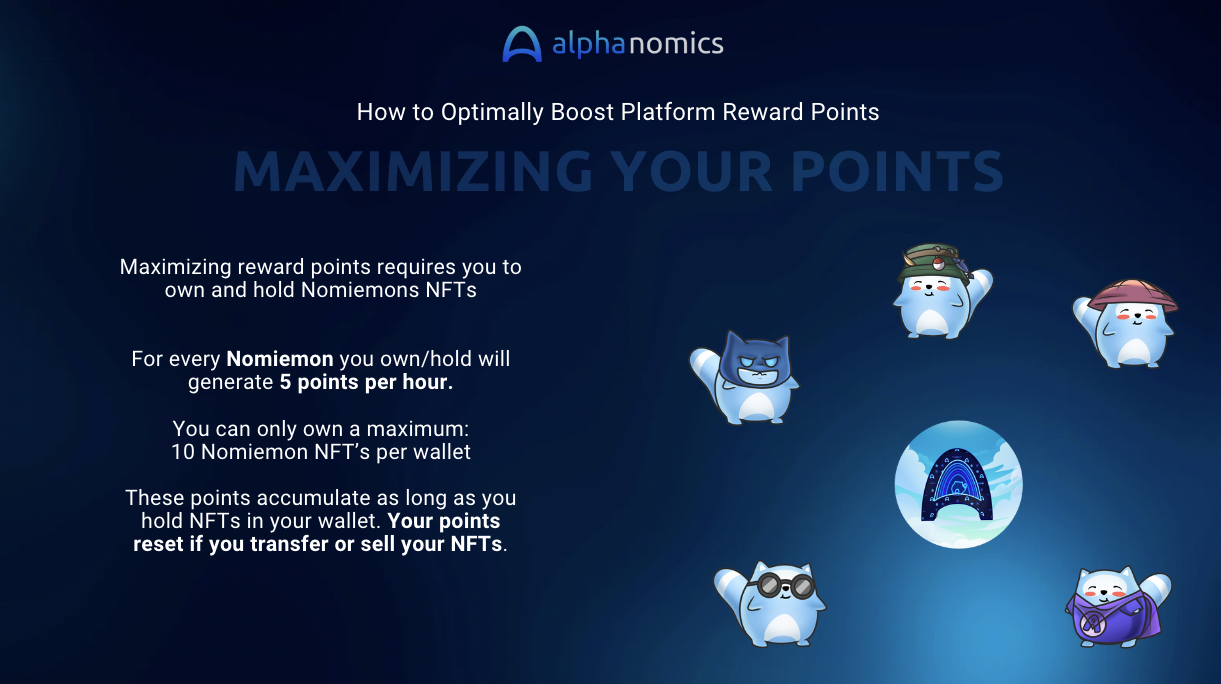 alphanomics
How to Optimally Boost Platform Reward Points
MAXIMIZING YOUR POINTS
Maximizing reward points requires you to
own and hold Nomiemons NFTs
For every Nomiemon you own/hold will
generate 5 points per hour.
You can only own a maximum:
10 Nomiemon NFT’s per wallet
These points accumulate as long as you
hold NFTs in your wallet. Your points
reset if you transfer or sell your NFTs.